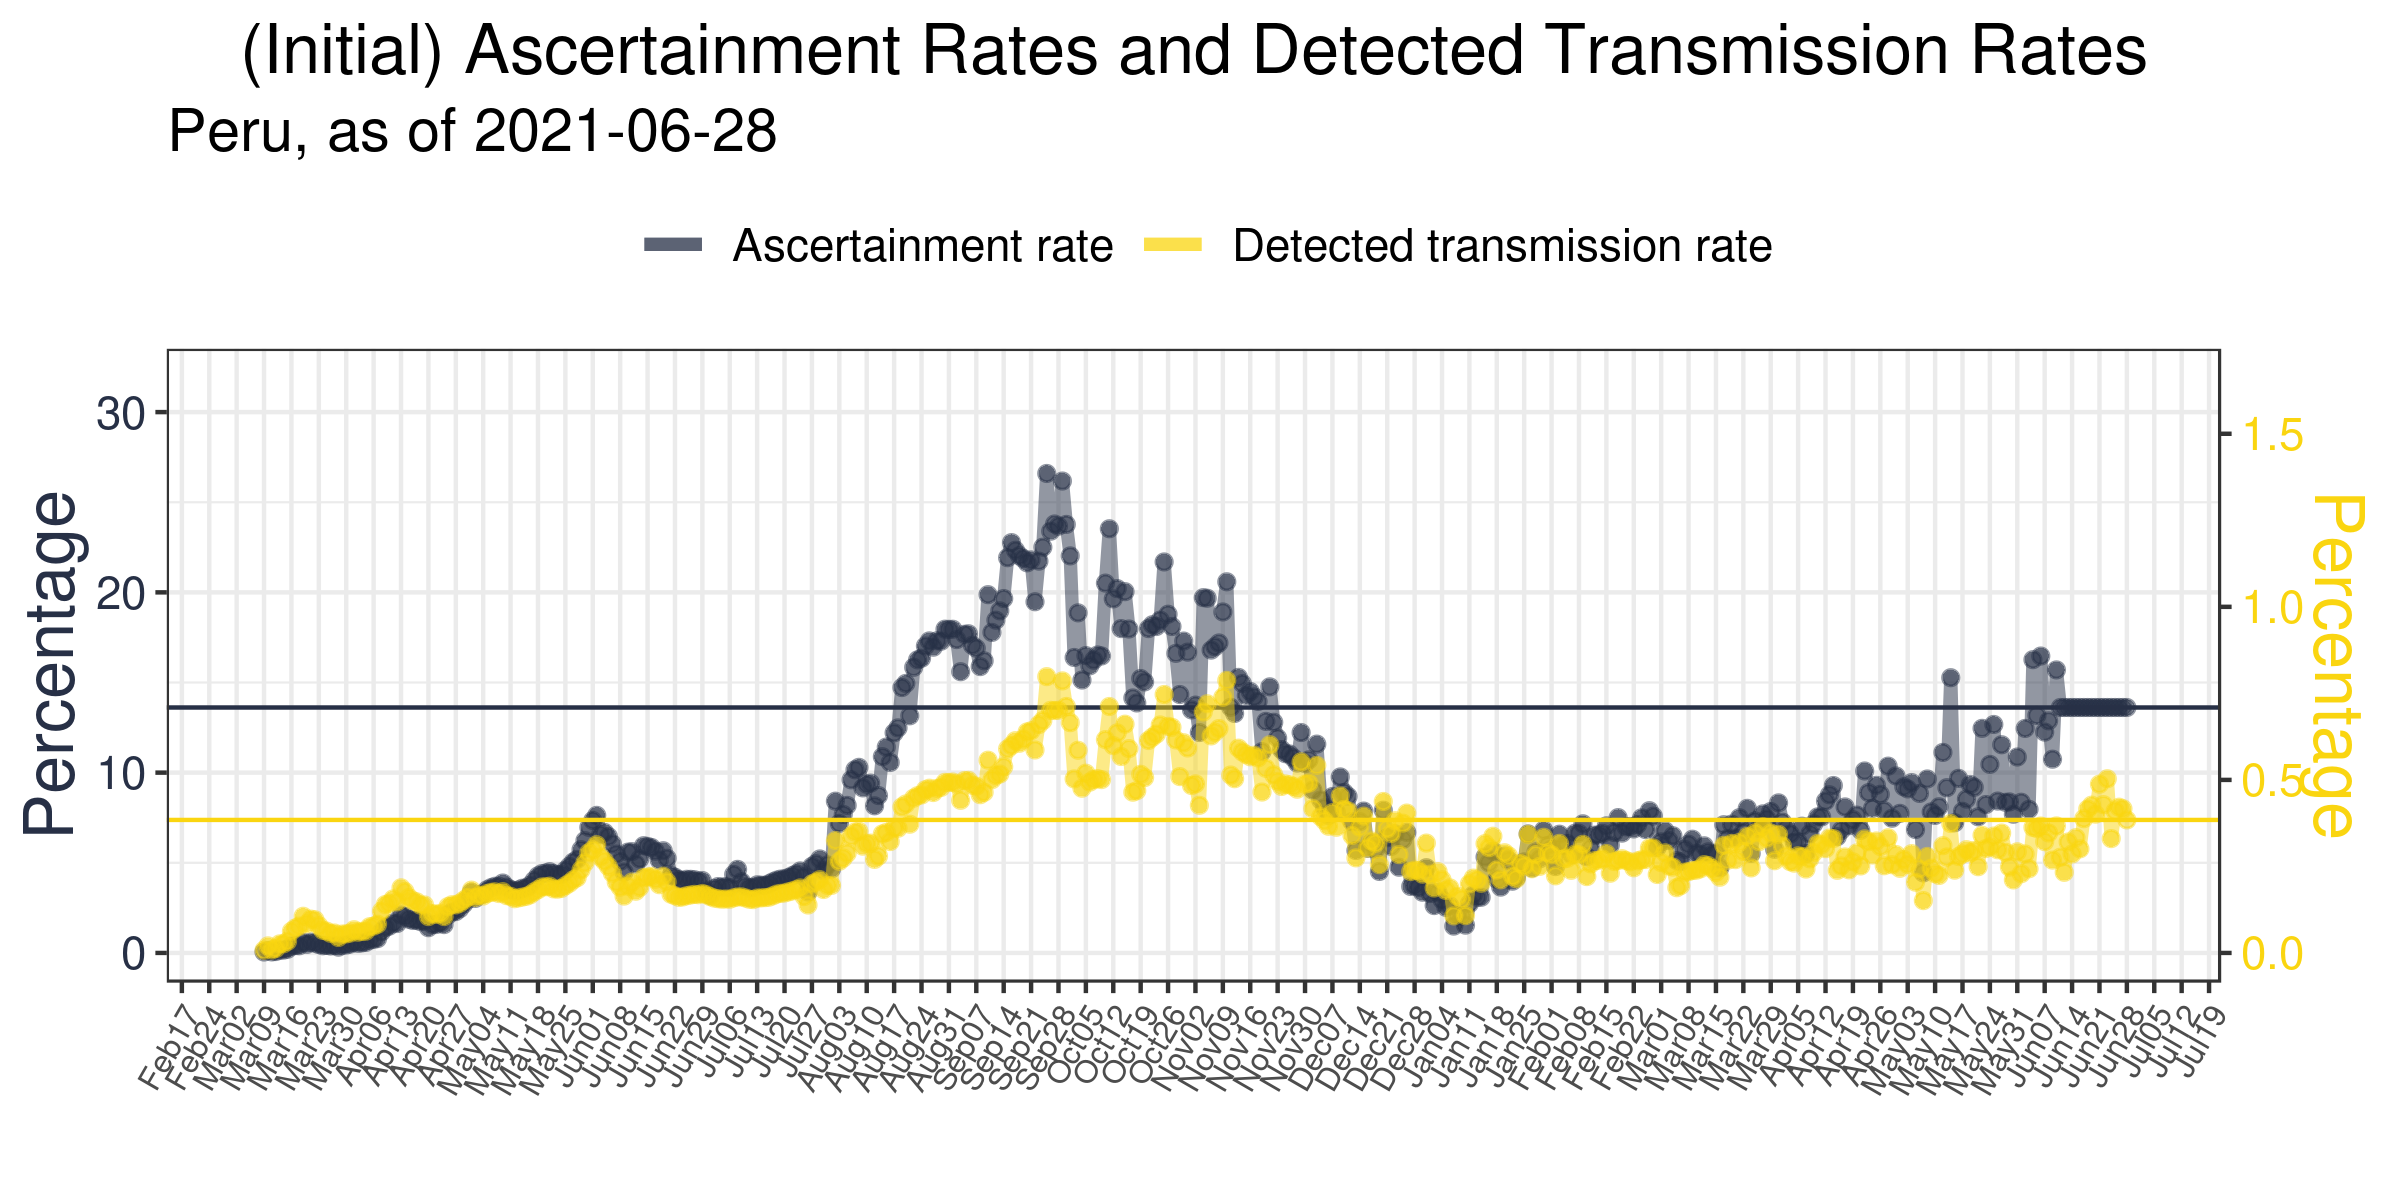 (Initial) Ascertainment Rates and Detected Transmission Rates
Peru, as of 2021-06-28
Ascertainment rate Detected transmission rate
Percentage
30
20
10
0
1.5
1.0
0.5
0.0
Percentage
Feb17 Feb24 Mar02 Mar09 Mar16 Mar23 Mar30 Apr06 Apr13 Apr20 Apr27 May04 May11 May18 May25 Jun01 Jun08 Jun15 Jun22 Jun29 Jul06 Jul13 Jul20 Jul27 Aug03 Aug10 Aug17 Aug24 Aug31 Sep07 Sep14 Sep21 Sep28 Oct05 Oct12 Oct19 Oct26 Nov02 Nov09 Nov16 Nov23 Nov30 Dec07 Dec14 Dec21 Dec28 Jan04 Jan11 Jan18 Jan25 Feb01 Feb08 Feb15 Feb22 Mar01 Mar08 Mar15 Mar22 Mar29 Apr05 Apr12 Apr19 Apr26 May03 May10 May17 May24 May31 Jun07 Jun14 Jun21 Jun28 Jul05 Jul12 Jul19